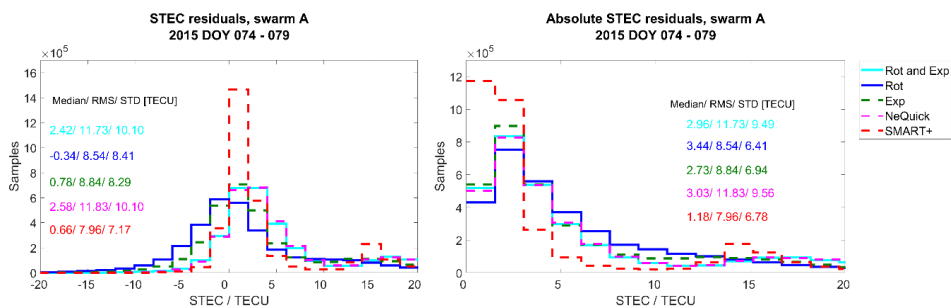 STEC residuals, swarm A
2015 DOY 074 - 079
×10⁵
16
14
12
10
8
6
4
2
0
Samples
Median/ RMS/ STD [TECU]
2.42/ 11.73/ 10.10
-0.34/ 8.54/ 8.41
0.78/ 8.84/ 8.29
2.58/ 11.83/ 10.10
0.66/ 7.96/ 7.17
-20 -15 -10 -5 0 5 10 15 20
STEC / TECU
Absolute STEC residuals, swarm A
2015 DOY 074 - 079
×10⁵
12
10
8
6
4
2
0
Samples
Median/ RMS/ STD [TECU]
2.96/ 11.73/ 9.49
3.44/ 8.54/ 6.41
2.73/ 8.84/ 6.94
3.03/ 11.83/ 9.56
1.18/ 7.96/ 6.78
0 5 10 15 20
STEC / TECU
Rot and Exp
Rot
Exp
NeQuick
SMART+